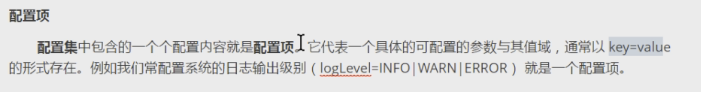 配置项
配置集中包含的一个个配置内容就是配置项。它代表一个具体的可配置的参数与其值域，通常以 key=value
的形式存在。例如我们常配置系统的日志输出级别（logLevel=INFO|WARN|ERROR） 就是一个配置项。